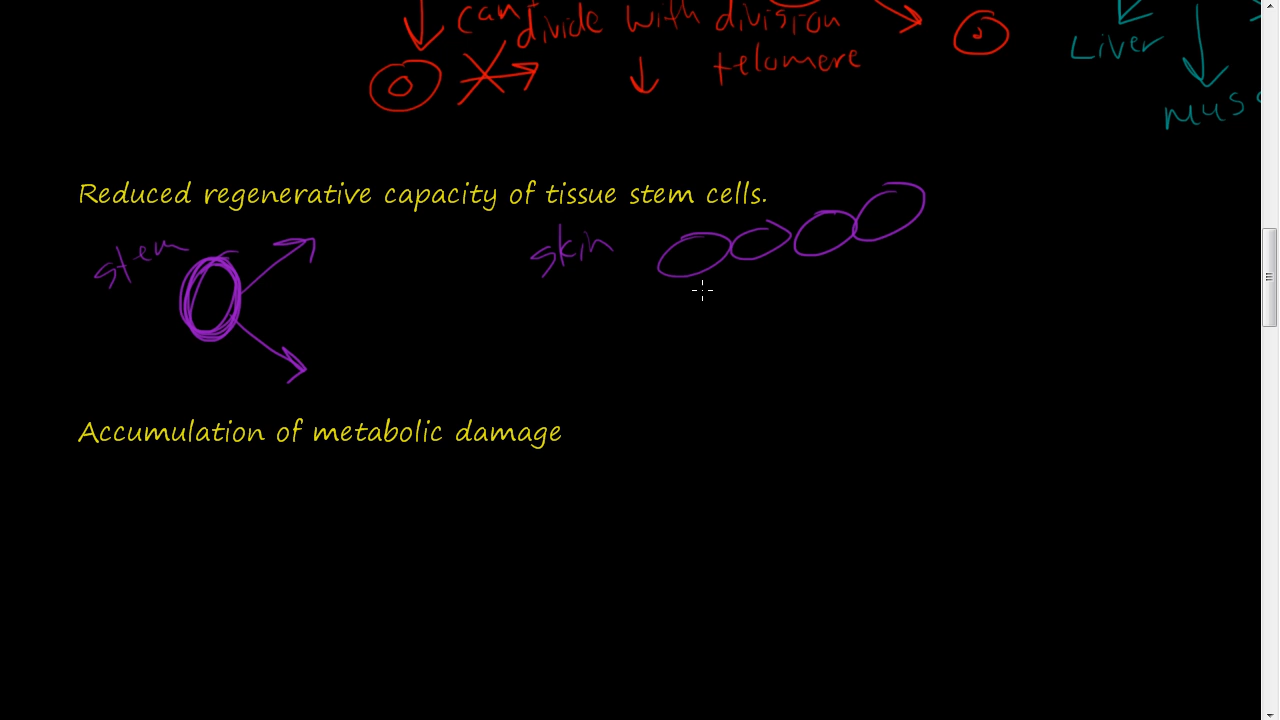 can't
divide with division
telomere
Liver
Reduced regenerative capacity of tissue stem cells.
stem
skin
Accumulation of metabolic damage